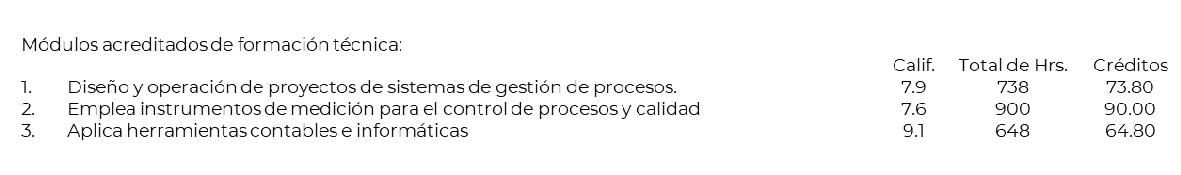 Módulos acreditados de formación técnica:
Calif. Total de Hrs. Créditos
1. Diseño y operación de proyectos de sistemas de gestión de procesos. 7.9 738 73.80
2. Emplea instrumentos de medición para el control de procesos y calidad 7.6 900 90.00
3. Aplica herramientas contables e informáticas 9.1 648 64.80